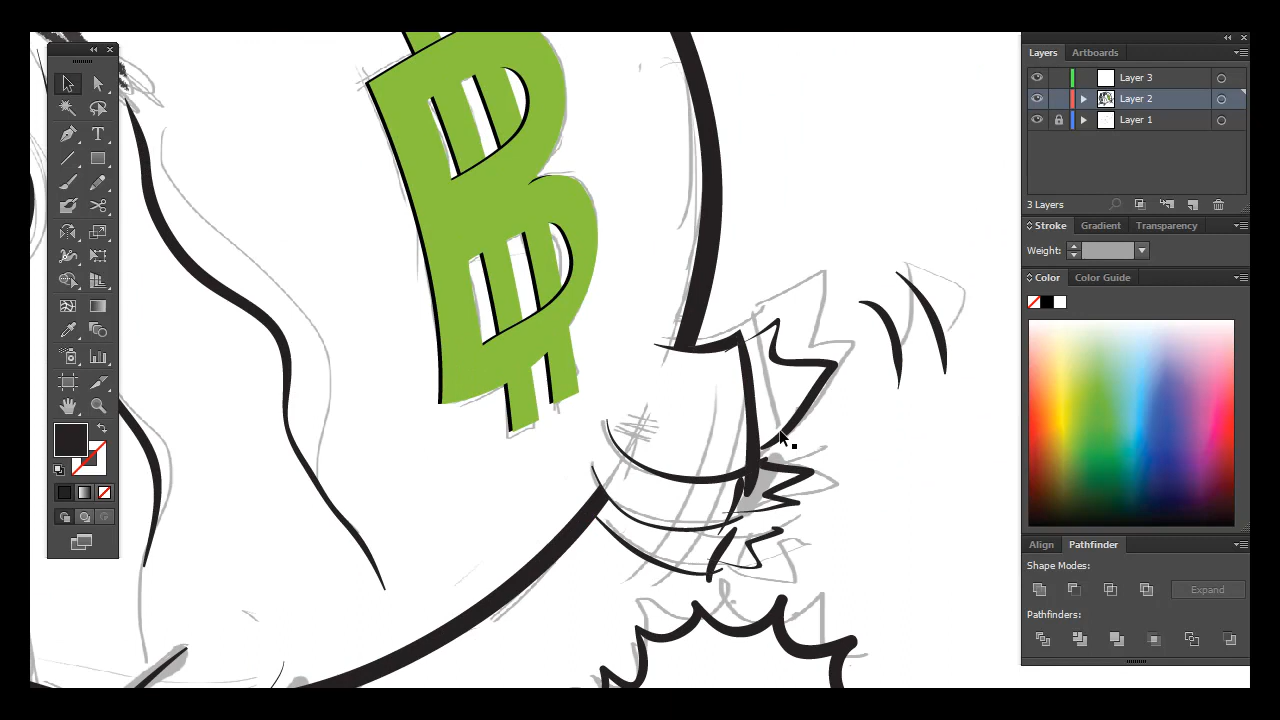 Layers Artboards
Layer 3
Layer 2
Layer 1
3 Layers
Stroke Gradient Transparency
Weight:
Color Color Guide
Align Pathfinder
Shape Modes:
Expand
Pathfinders:
T
B